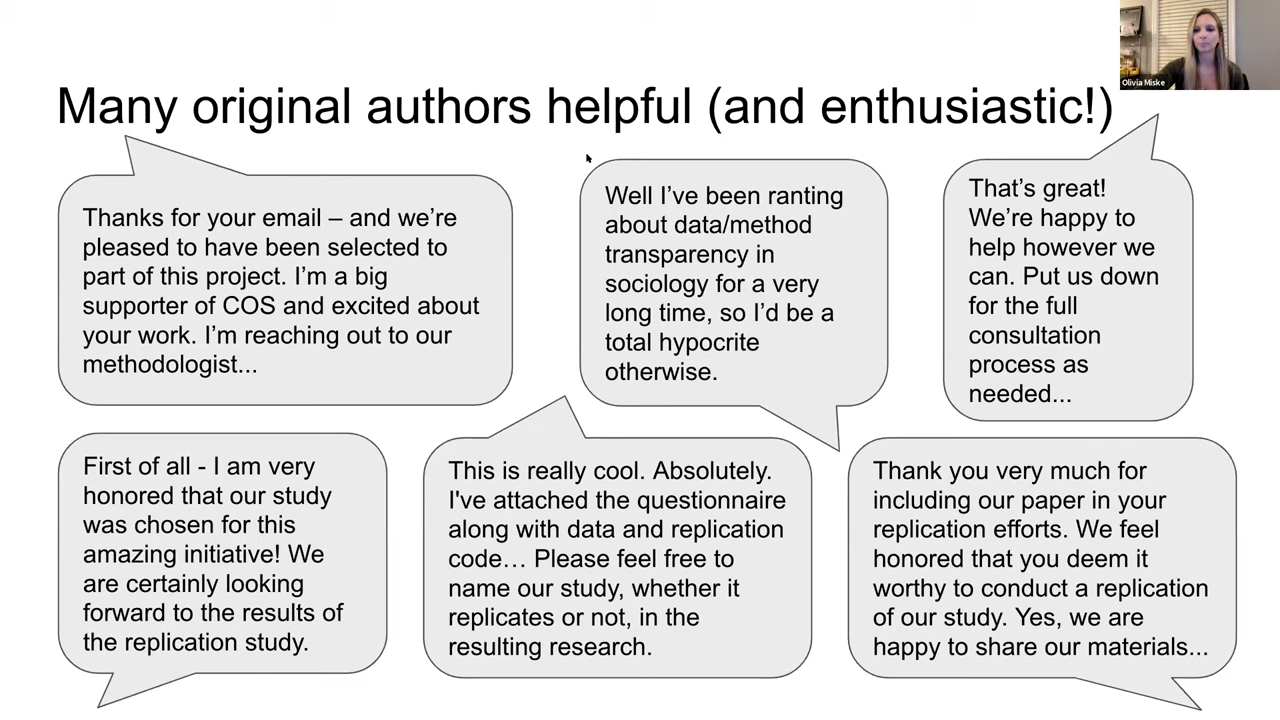 Olivia Miske
Many original authors helpful (and enthusiastic!)
Thanks for your email – and we’re
pleased to have been selected to
part of this project. I’m a big
supporter of COS and excited about
your work. I’m reaching out to our
methodologist...
Well I’ve been ranting
about data/method
transparency in
sociology for a very
long time, so I’d be a
total hypocrite
otherwise.
That’s great!
We’re happy to
help however we
can. Put us down
for the full
consultation
process as
needed...
First of all - I am very
honored that our study
was chosen for this
amazing initiative! We
are certainly looking
forward to the results of
the replication study.
This is really cool. Absolutely.
I've attached the questionnaire
along with data and replication
code… Please feel free to
name our study, whether it
replicates or not, in the
resulting research.
Thank you very much for
including our paper in your
replication efforts. We feel
honored that you deem it
worthy to conduct a replication
of our study. Yes, we are
happy to share our materials...